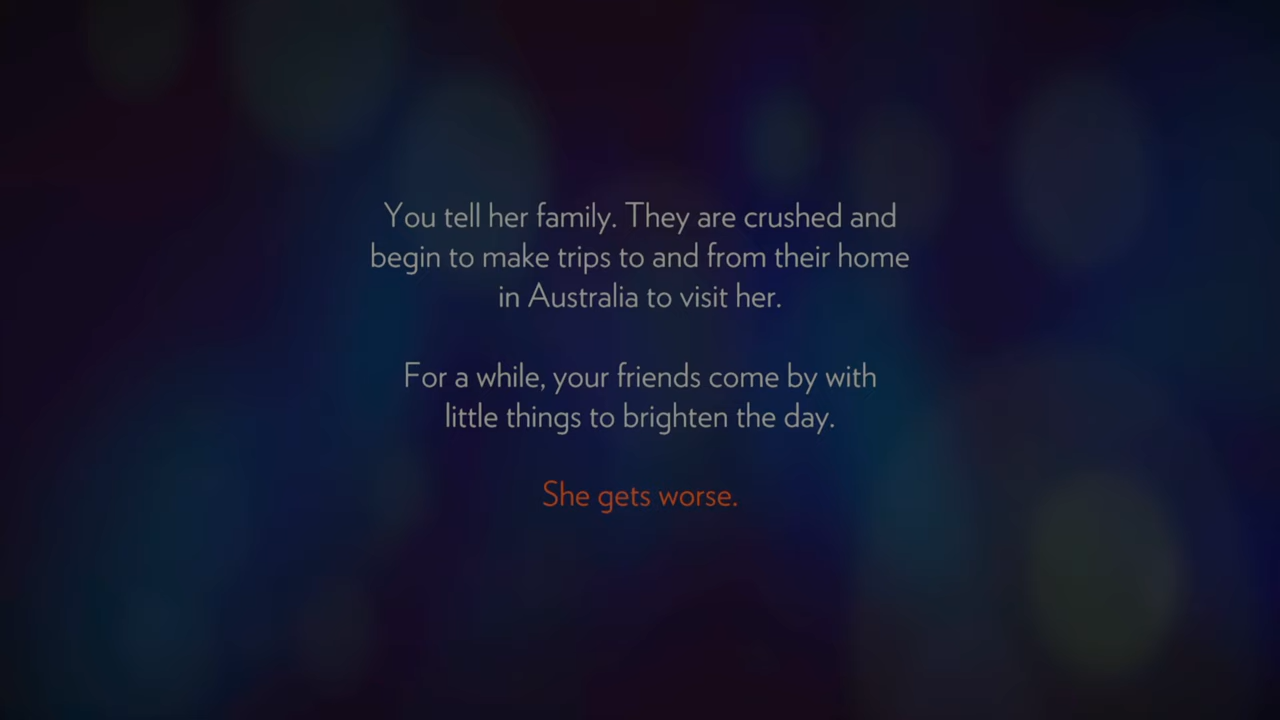 You tell her family. They are crushed and
begin to make trips to and from their home
in Australia to visit her.
For a while, your friends come by with
little things to brighten the day.
She gets worse.